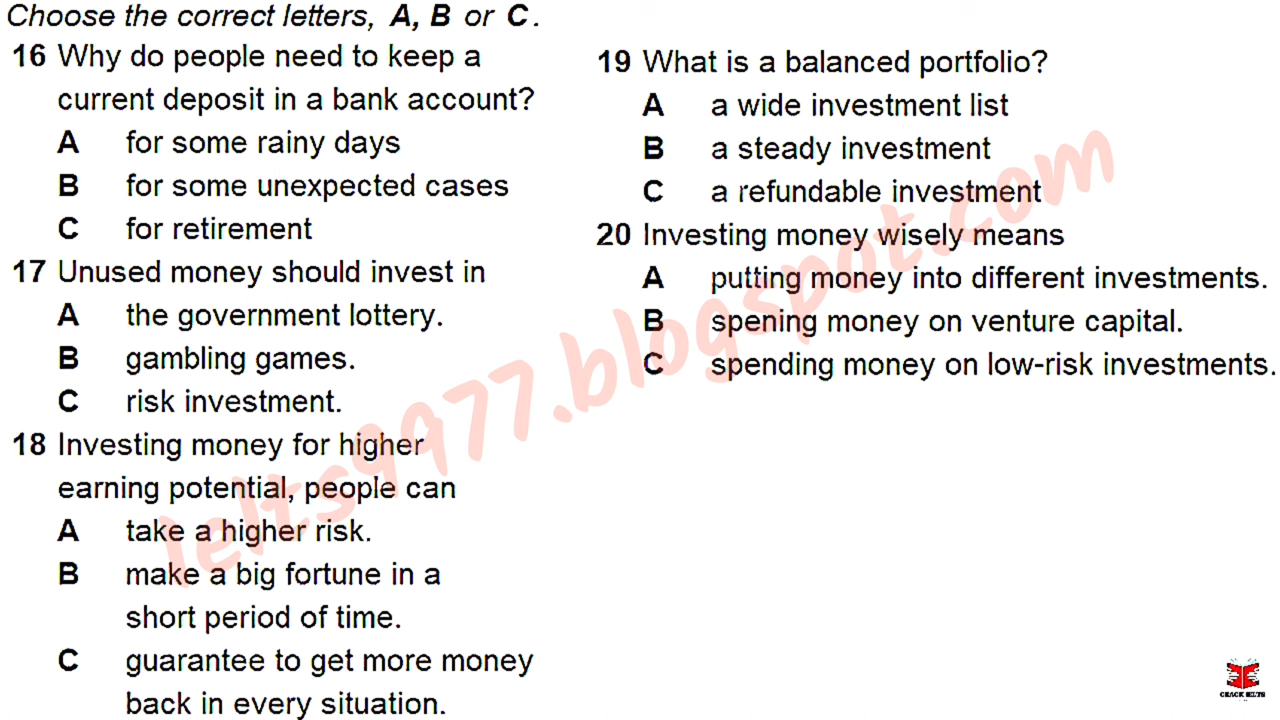 Choose the correct letters, A, B or C.
16 Why do people need to keep a
current deposit in a bank account?
A for some rainy days
B for some unexpected cases
C for retirement
17 Unused money should invest in
A the government lottery.
B gambling games.
C risk investment.
18 Investing money for higher
earning potential, people can
A take a higher risk.
B make a big fortune in a
short period of time.
C guarantee to get more money
back in every situation.
19 What is a balanced portfolio?
A a wide investment list
B a steady investment
C a refundable investment
20 Investing money wisely means
A putting money into different investments.
B spening money on venture capital.
C spending money on low-risk investments.
Ielts9977.blogspot.com
CRACK IELTS